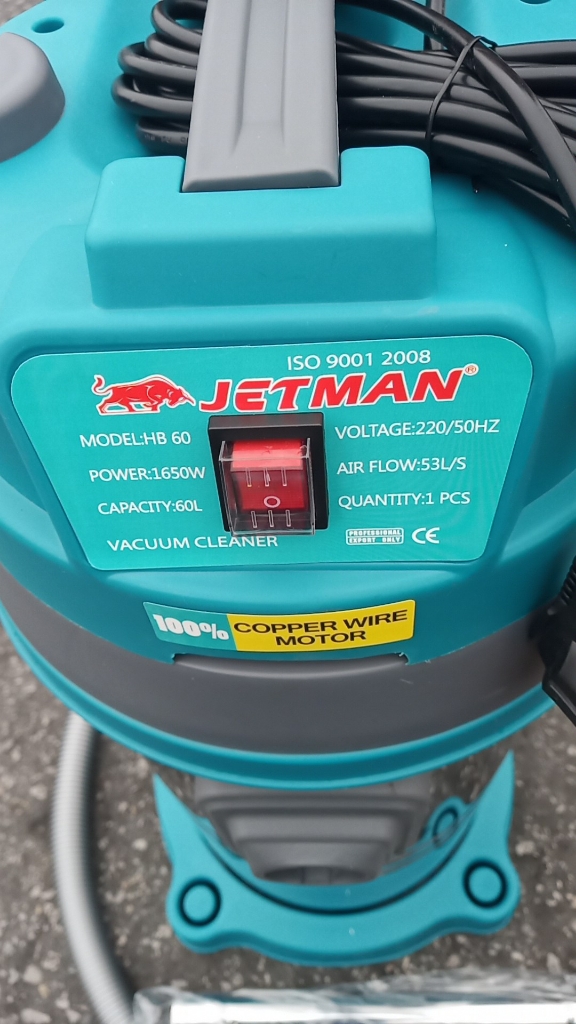 ISO 9001 2008
JETMAN®
MODEL:HB 60
VOLTAGE:220/50HZ
POWER:1650W
AIR FLOW:53L/S
CAPACITY:60L
QUANTITY:1 PCS
VACUUM CLEANER
PROFESSIONAL
EXPORT ONLY
CE
100%
COPPER WIRE
MOTOR